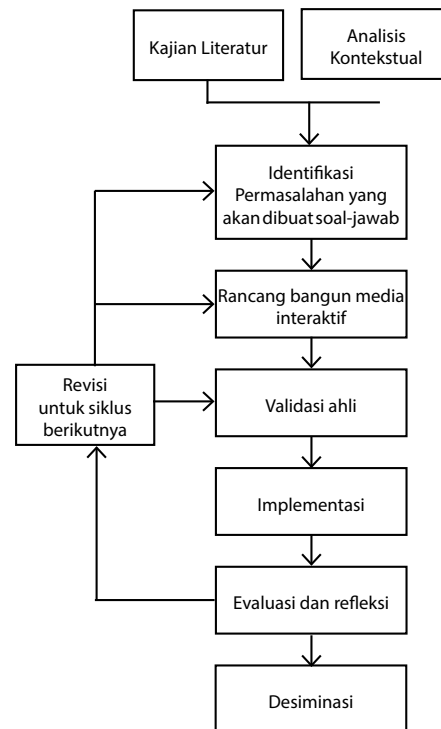 Kajian Literatur
Analisis
Kontekstual
Identifikasi
Permasalahan yang
akan dibuat soal-jawab
Rancang bangun media
interaktif
Revisi
untuk siklus
berikutnya
Validasi ahli
Implementasi
Evaluasi dan refleksi
Desiminasi